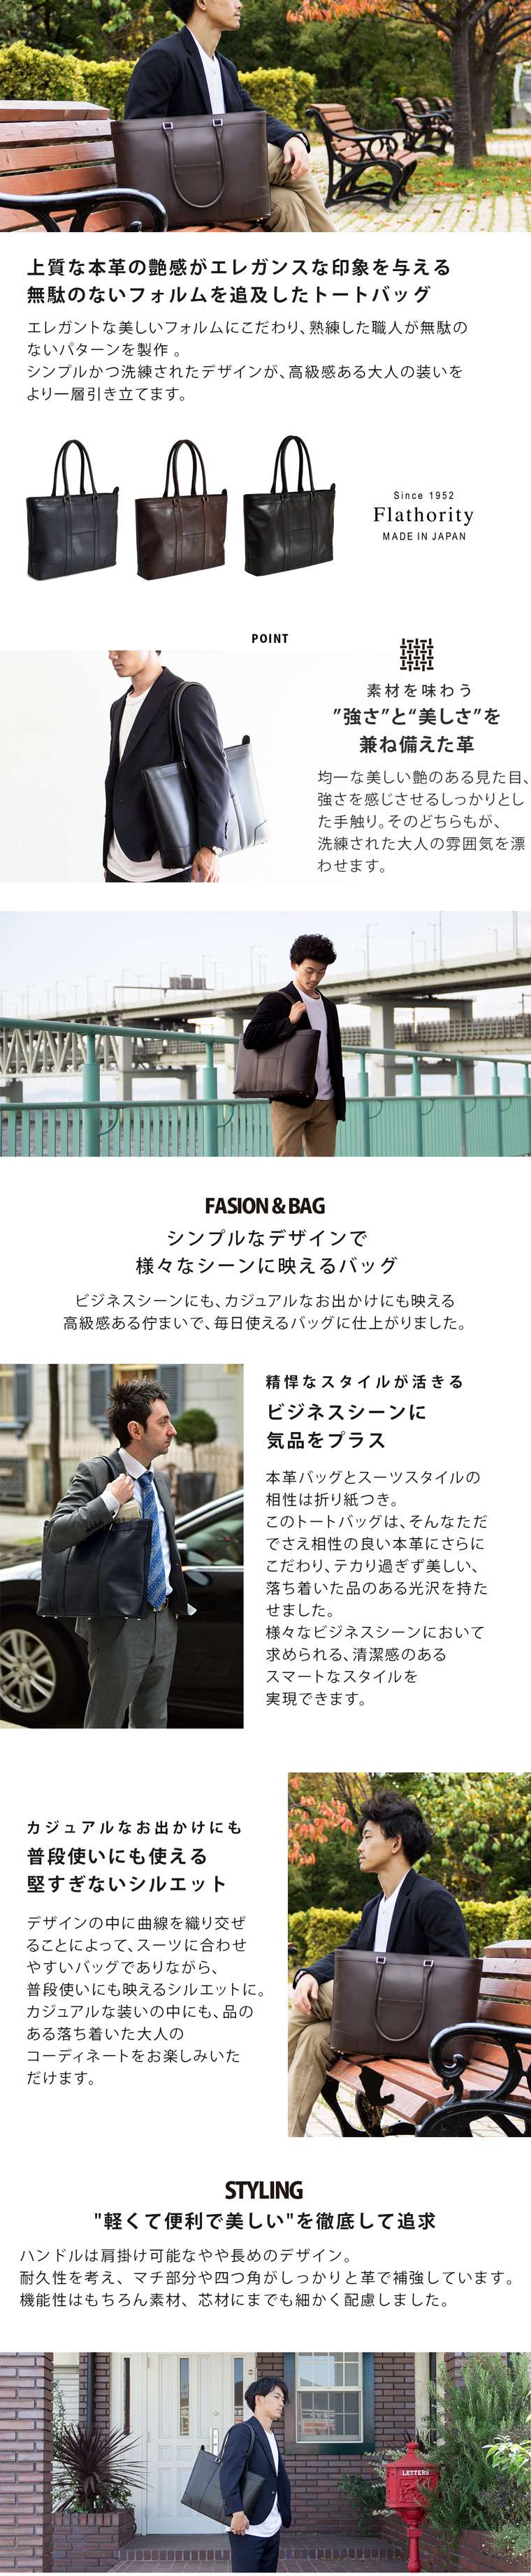 上質な本革の艶感がエレガンスな印象を与える
無駄のないフォルムを追及したトートバッグ
エレガントな美しいフォルムにこだわり、熟練した職人が無駄の
ないパターンを製作 。
シンプルかつ洗練されたデザインが、高級感ある大人の装いを
より一層引き立てます。
Since 1952
Flathority
MADE IN JAPAN
POINT
素材を味わう
”強さ”と“美しさ”を
兼ね備えた革
均一な美しい艶のある見た目、
強さを感じさせるしっかりとし
た手触り。そのどちらもが、
洗練された大人の雰囲気を漂
わせます。
FASION & BAG
シンプルなデザインで
様々なシーンに映えるバッグ
ビジネスシーンにも、カジュアルなお出かけにも映える
高級感ある佇まいで、毎日使えるバッグに仕上がりました。
精悍なスタイルが活きる
ビジネスシーンに
気品をプラス
本革バッグとスーツスタイルの
相性は折り紙つき。
このトートバッグは、そんなただ
でさえ相性の良い本革にさらに
こだわり、テカり過ぎず美しい、
落ち着いた品のある光沢を持た
せました。
様々なビジネスシーンにおいて
求められる、清潔感のある
スマートなスタイルを
実現できます。
カジュアルなお出かけにも
普段使いにも使える
堅すぎないシルエット
デザインの中に曲線を織り交ぜ
ることによって、スーツに合わせ
やすいバッグでありながら、
普段使いにも映えるシルエットに。
カジュアルな装いの中にも、品の
ある落ち着いた大人の
コーディネートをお楽しみいた
だけます。
STYLING
"軽くて便利で美しい"を徹底して追求
ハンドルは肩掛け可能なやや長めのデザイン。
耐久性を考え、マチ部分や四つ角がしっかりと革で補強しています。
機能性はもちろん素材、芯材にまでも細かく配慮しました。
LETTERS